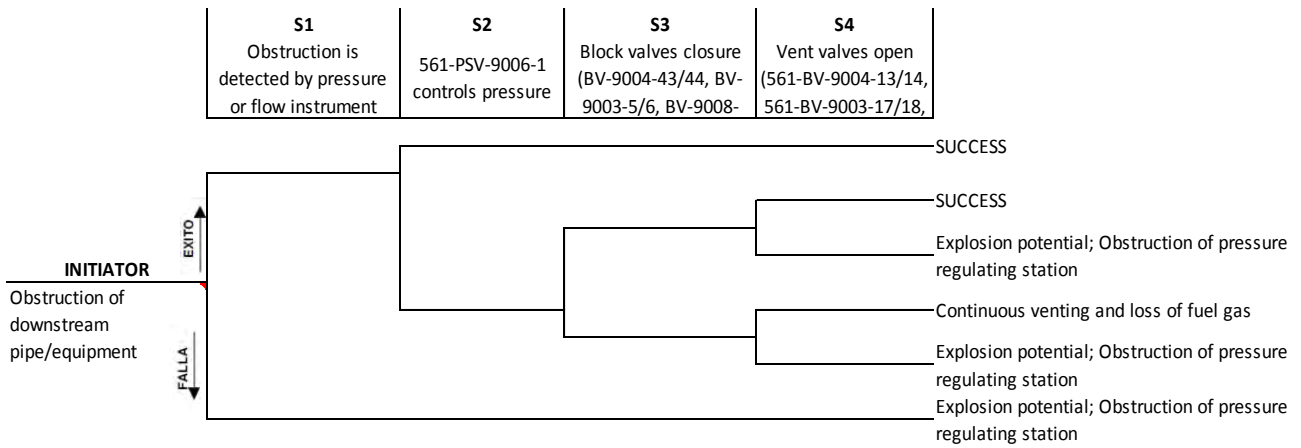 S1
Obstruction is
detected by pressure
or flow instrument
S2
561-PSV-9006-1
controls pressure
S3
Block valves closure
(BV-9004-43/44, BV-
9003-5/6, BV-9008-
S4
Vent valves open
(561-BV-9004-13/14,
561-BV-9003-17/18,
SUCCESS
SUCCESS
EXITO
Explosion potential; Obstruction of pressure
regulating station
INITIATOR
Obstruction of
downstream
pipe/equipment
Continuous venting and loss of fuel gas
FALLA
Explosion potential; Obstruction of pressure
regulating station
Explosion potential; Obstruction of pressure
regulating station